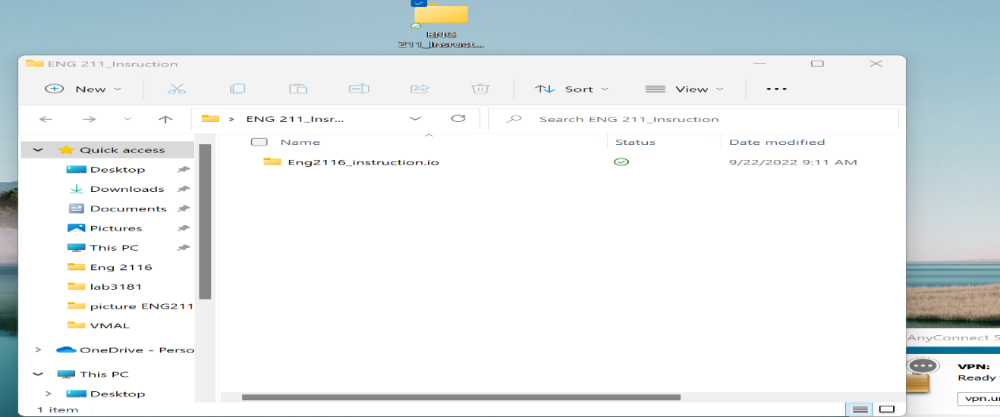 ENG
211_Insruct...
ENG 211_Insruction
New
Sort
View
ENG 211_Insr...
Search ENG 211_Insruction
Name
Status
Date modified
Eng2116_instruction.io
9/22/2022 9:11 AM
Quick access
Desktop
Downloads
Documents
Pictures
This PC
Eng 2116
lab3181
picture ENG211
VMAL
OneDrive - Perso
This PC
Desktop
1 item
AnyConnect S
VPN:
Ready
vpn.u